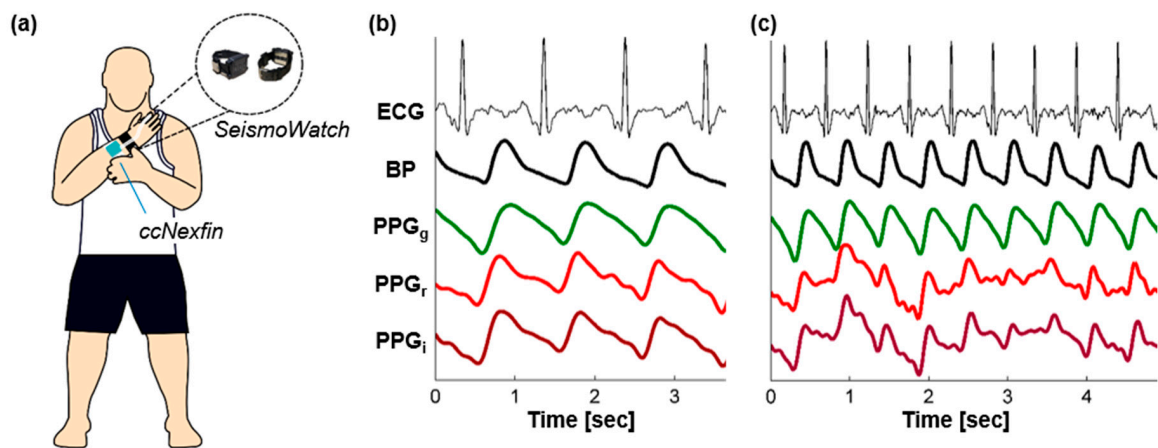 (a)
SeismoWatch
ccNexfin
(b)
(c)
ECG
BP
PPGg
PPGr
PPGi
0 1 2 3
Time [sec]
0 1 2 3 4
Time [sec]